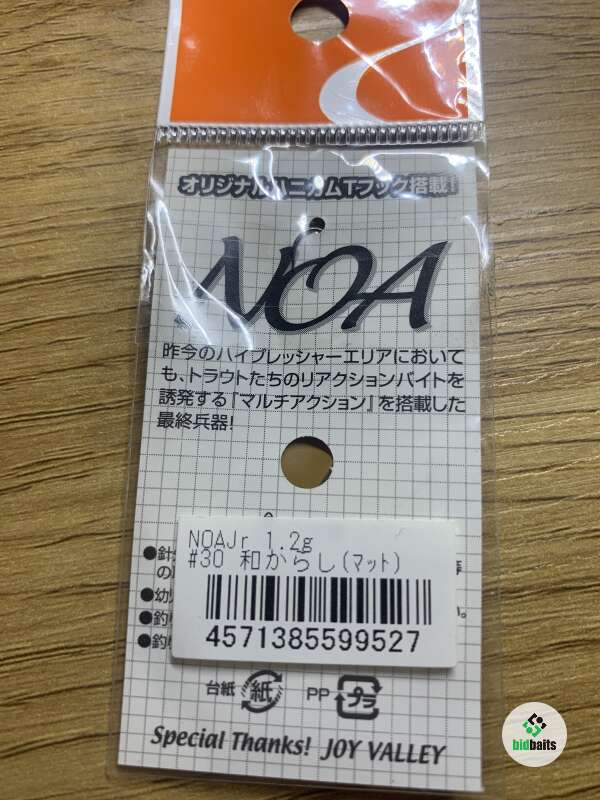 オリジナルハニカムTフック搭載!
NOA
昨今のハイプレッシャーエリアにおいて
も、トラウトたちのリアクションバイトを
誘発する『マルチアクション』を搭載した
最終兵器!
NOAJr 1.2g
#30 和からし(マット)
4571385599527
●針
の
●幼
●釣
●釣
台紙 紙 PP プラ
Special Thanks! JOY VALLEY
bidbaits